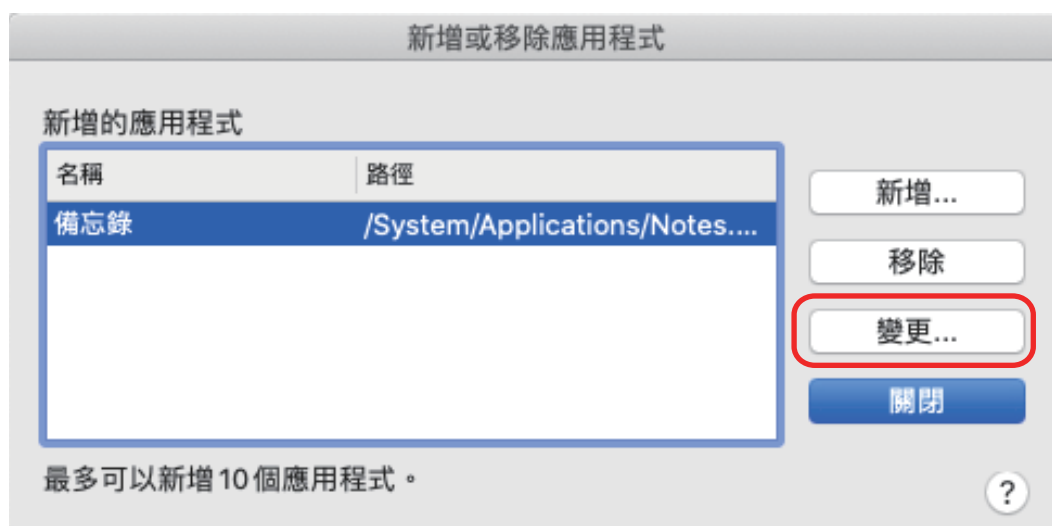 新增或移除應用程式
新增的應用程式
名稱 路徑
備忘錄 /System/Applications/Notes....
新增...
移除
變更...
關閉
最多可以新增10個應用程式。
?